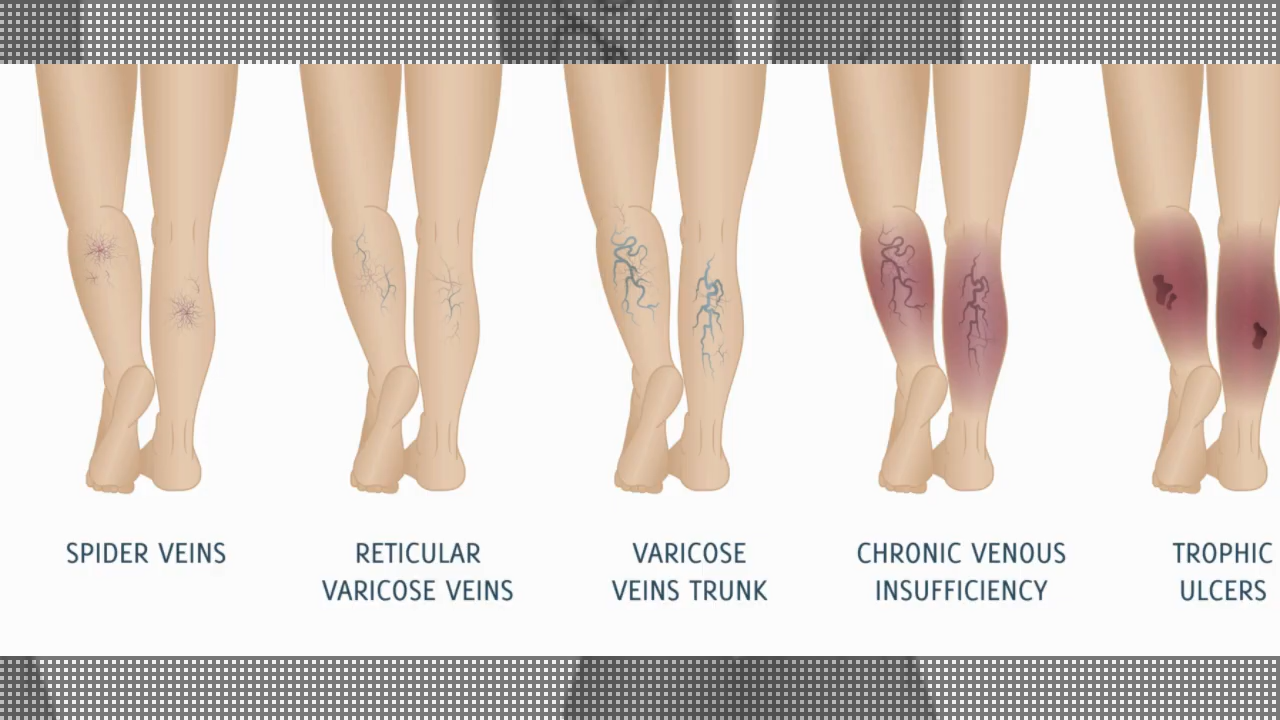 SPIDER VEINS
RETICULAR
VARICOSE VEINS
VARICOSE
VEINS TRUNK
CHRONIC VENOUS
INSUFFICIENCY
TROPHIC
ULCERS